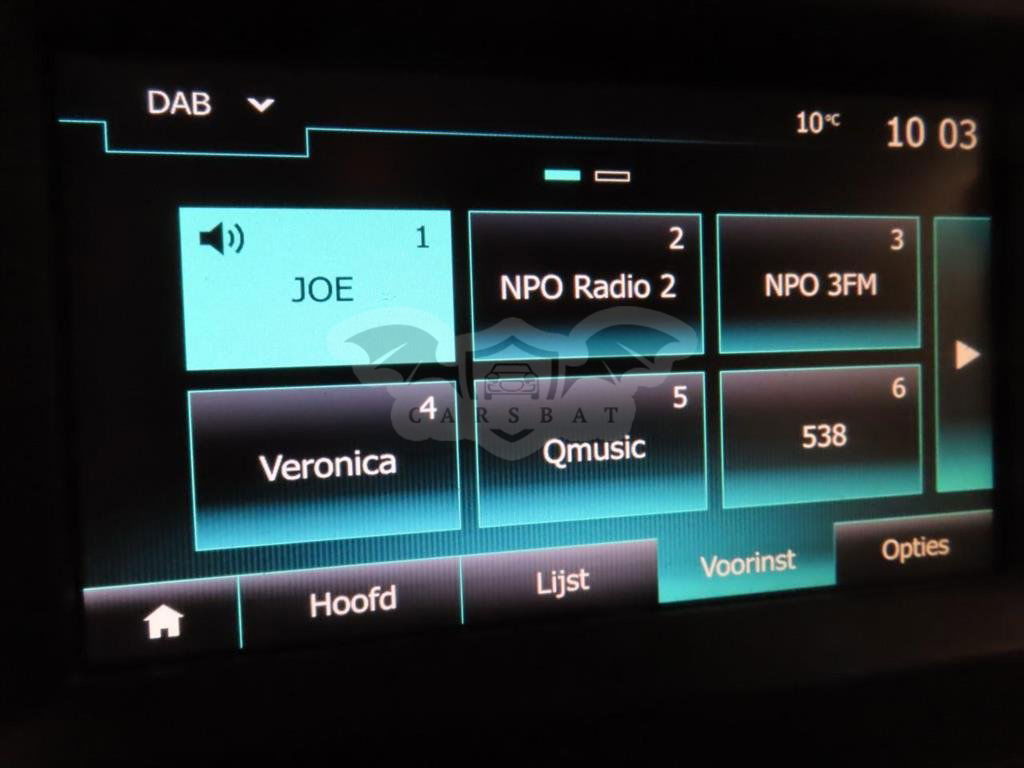 DAB
10°C
10 03
1
JOE
2
NPO Radio 2
3
NPO 3FM
4
Veronica
5
Qmusic
6
538
CARSBAT
Hoofd
Lijst
Voorinst
Opties